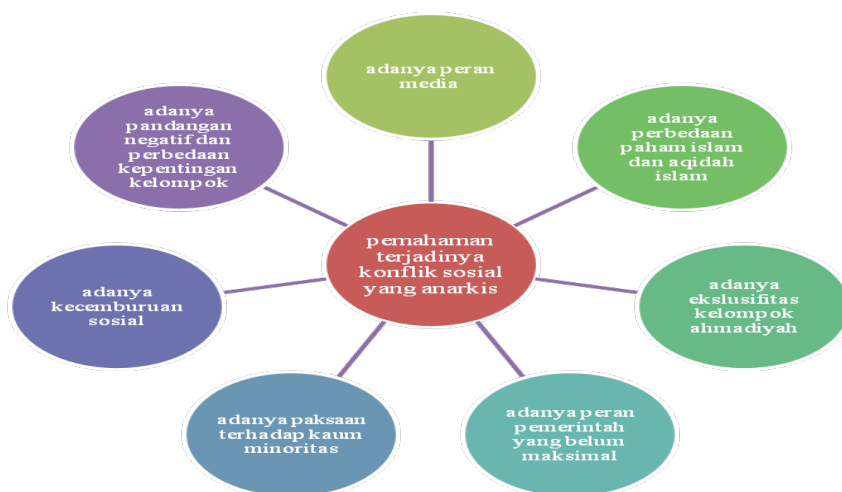 adanya peran
media
adanya
perbedaan
paham islam
dan aqidah
islam
adanya
ekslusifitas
kelompok
ahmadiyah
adanya peran
pemerintah
yang belum
maksimal
adanya paksaan
terhadap kaum
minoritas
adanya
kecemburuan
sosial
adanya
pandangan
negatif dan
perbedaan
kepentingan
kelompok
pemahaman
terjadinya
konflik sosial
yang anarkis